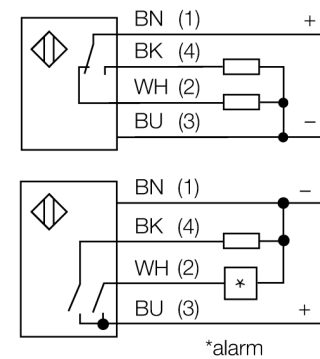 BN (1) +
BK (4)
WH (2)
BU (3) –
BN (1) –
BK (4)
WH (2) *
BU (3) +
*alarm